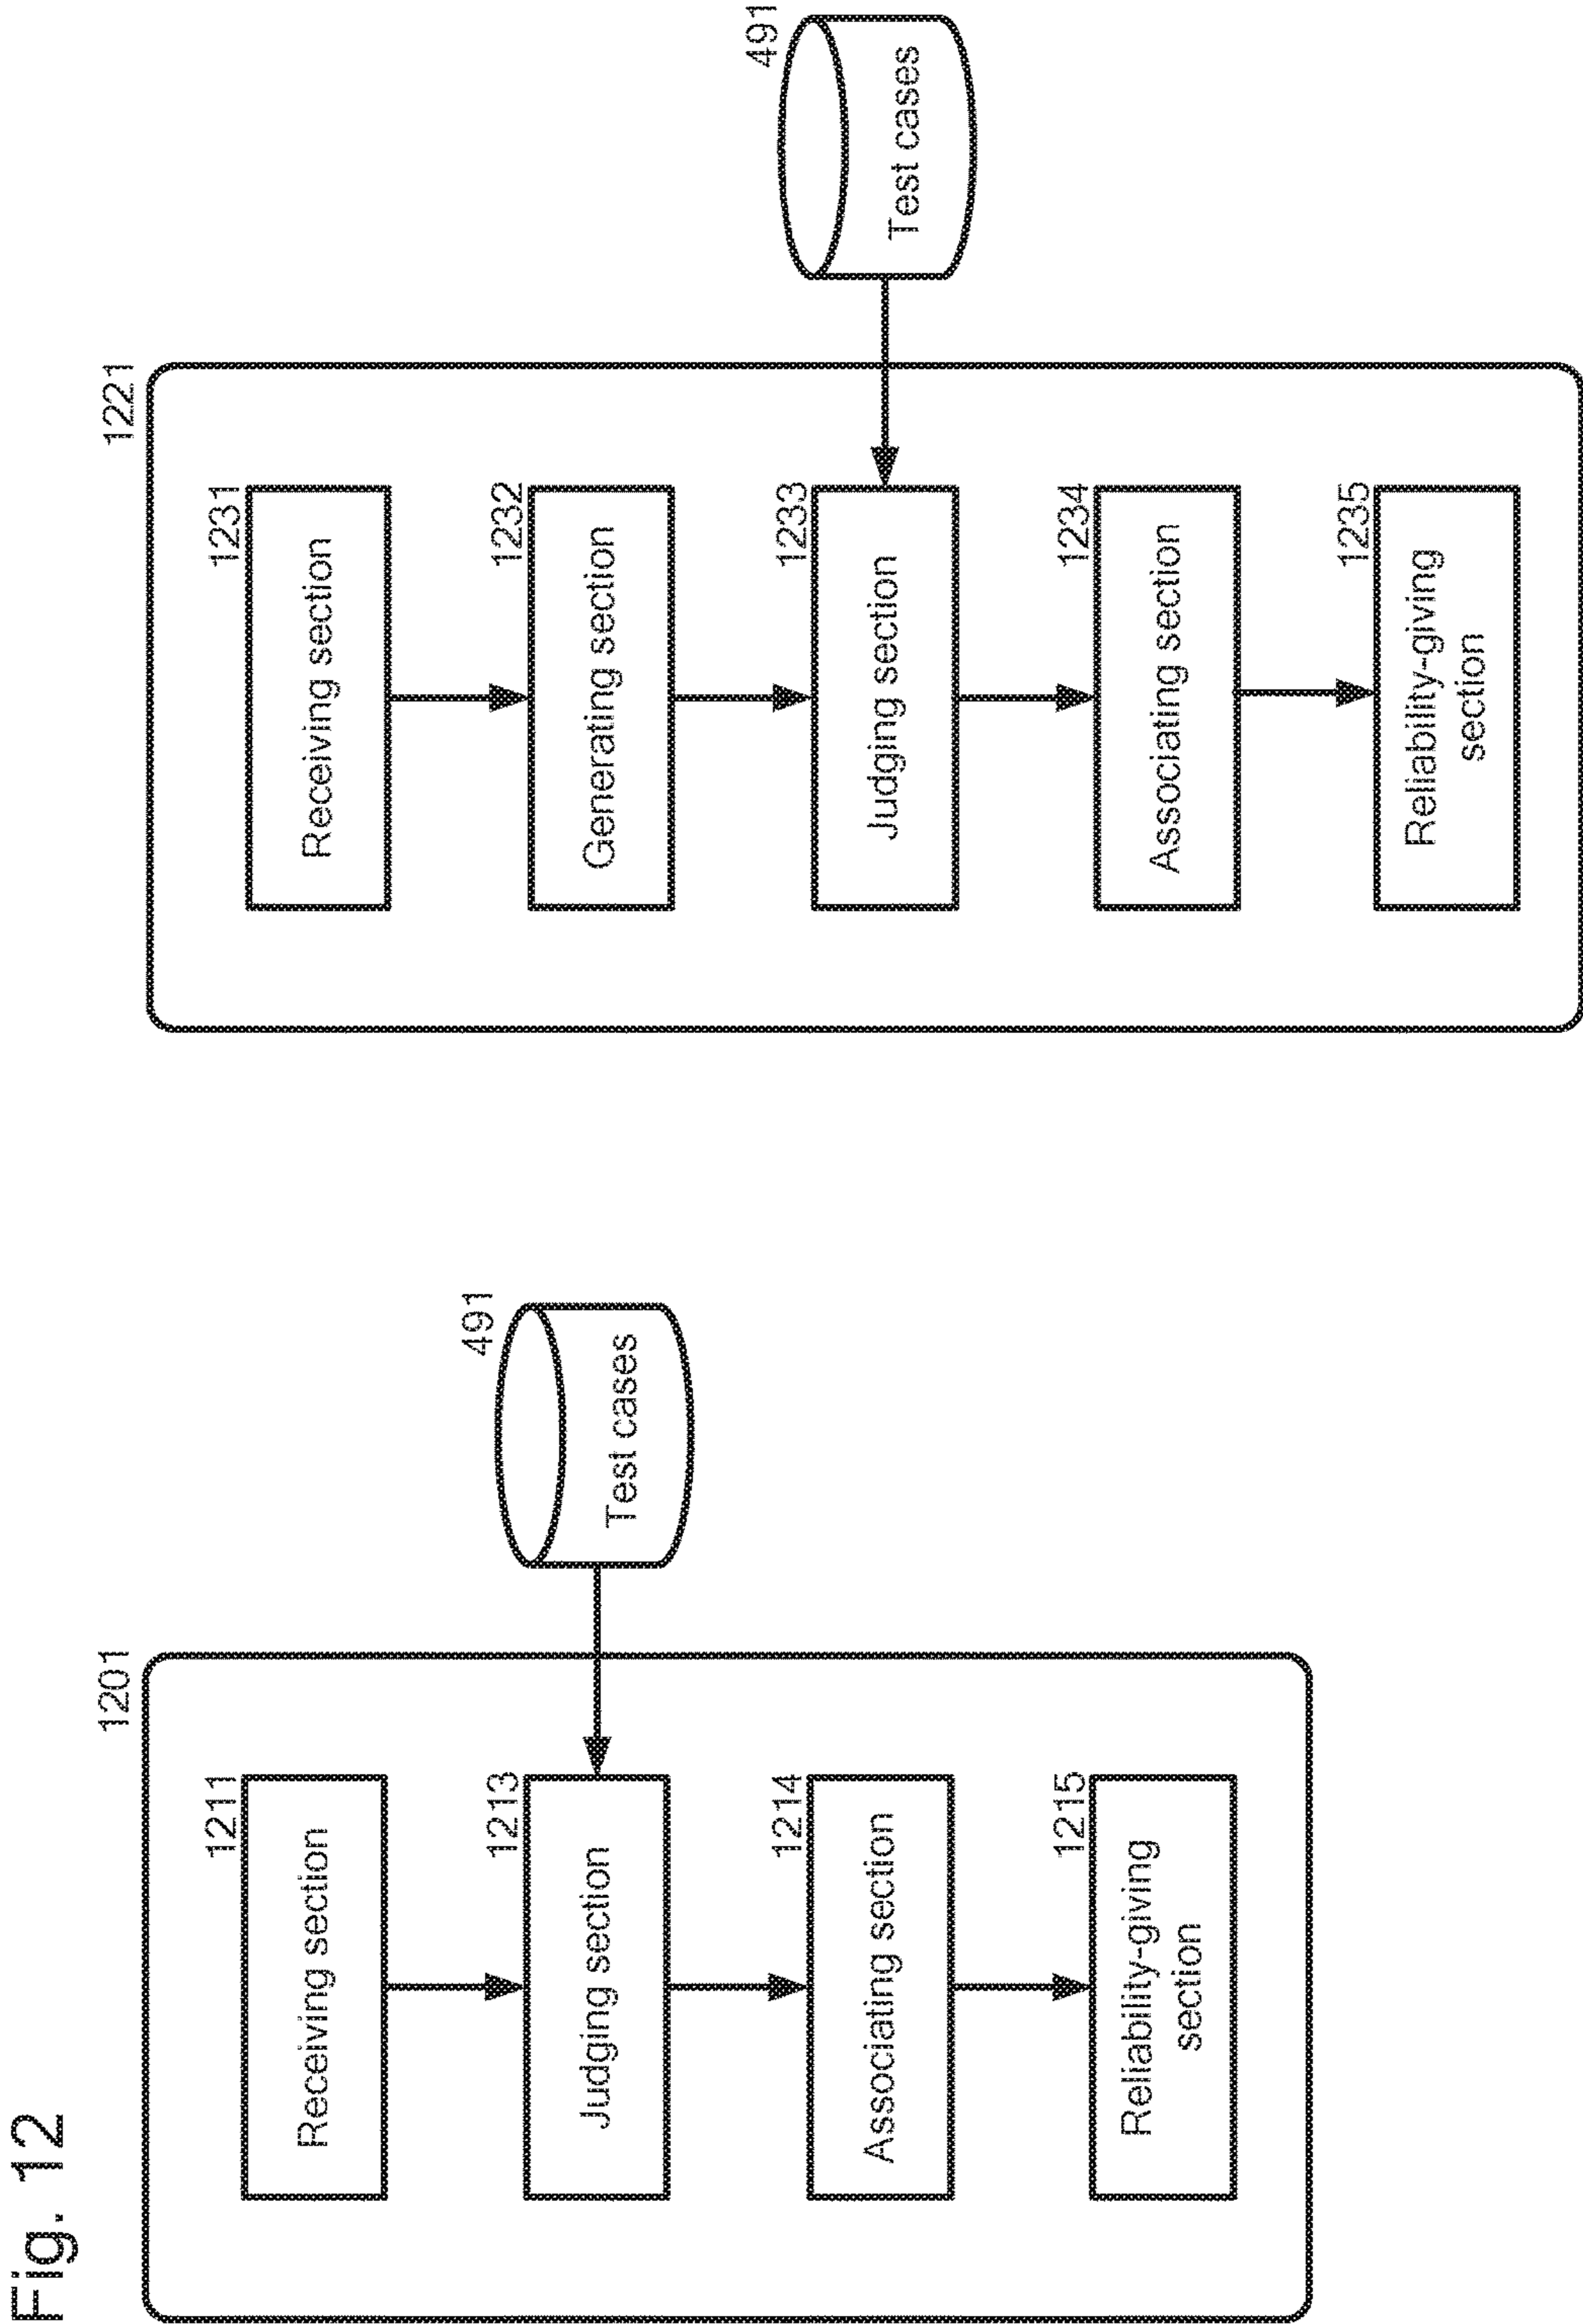 Fig. 12
1201
1211
Receiving section
1213
Judging section
1214
Associating section
1215
Reliability-giving
section
491
Test cases
1221
1231
Receiving section
1232
Generating section
1233
Judging section
1234
Associating section
1235
Reliability-giving
section
491
Test cases